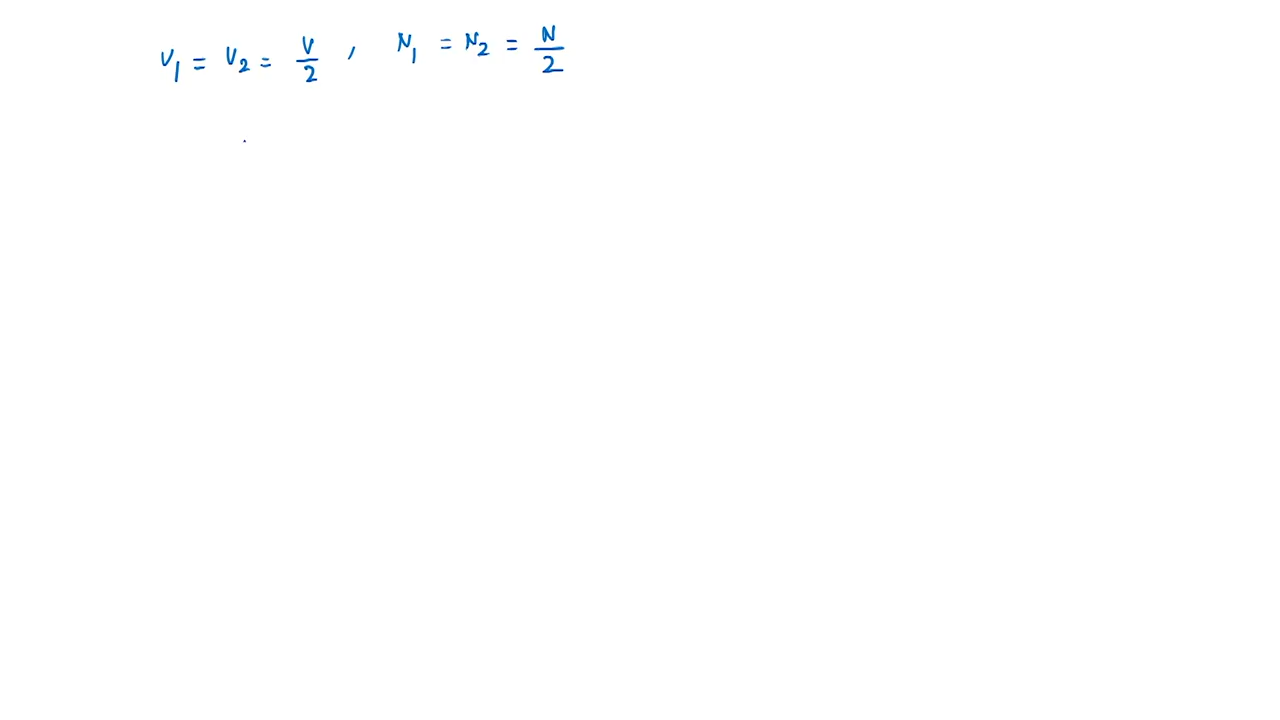 V₁ = V₂ = V/2 , N₁ = N₂ = N/2